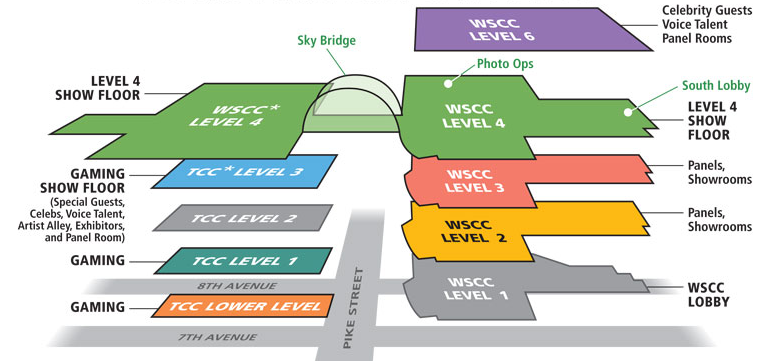 WSCC
LEVEL 6
Celebrity Guests
Voice Talent
Panel Rooms
Sky Bridge
Photo Ops
LEVEL 4
SHOW FLOOR
WSCC*
LEVEL 4
WSCC
LEVEL 4
South Lobby
LEVEL 4
SHOW
FLOOR
GAMING
SHOW FLOOR
(Special Guests,
Celebs, Voice Talent,
Artist Alley, Exhibitors,
and Panel Room)
TCC* LEVEL 3
WSCC
LEVEL 3
Panels,
Showrooms
TCC LEVEL 2
WSCC
LEVEL 2
Panels,
Showrooms
GAMING
TCC LEVEL 1
8TH AVENUE
WSCC
LEVEL 1
WSCC
LOBBY
GAMING
TCC LOWER LEVEL
PIKE STREET
7TH AVENUE